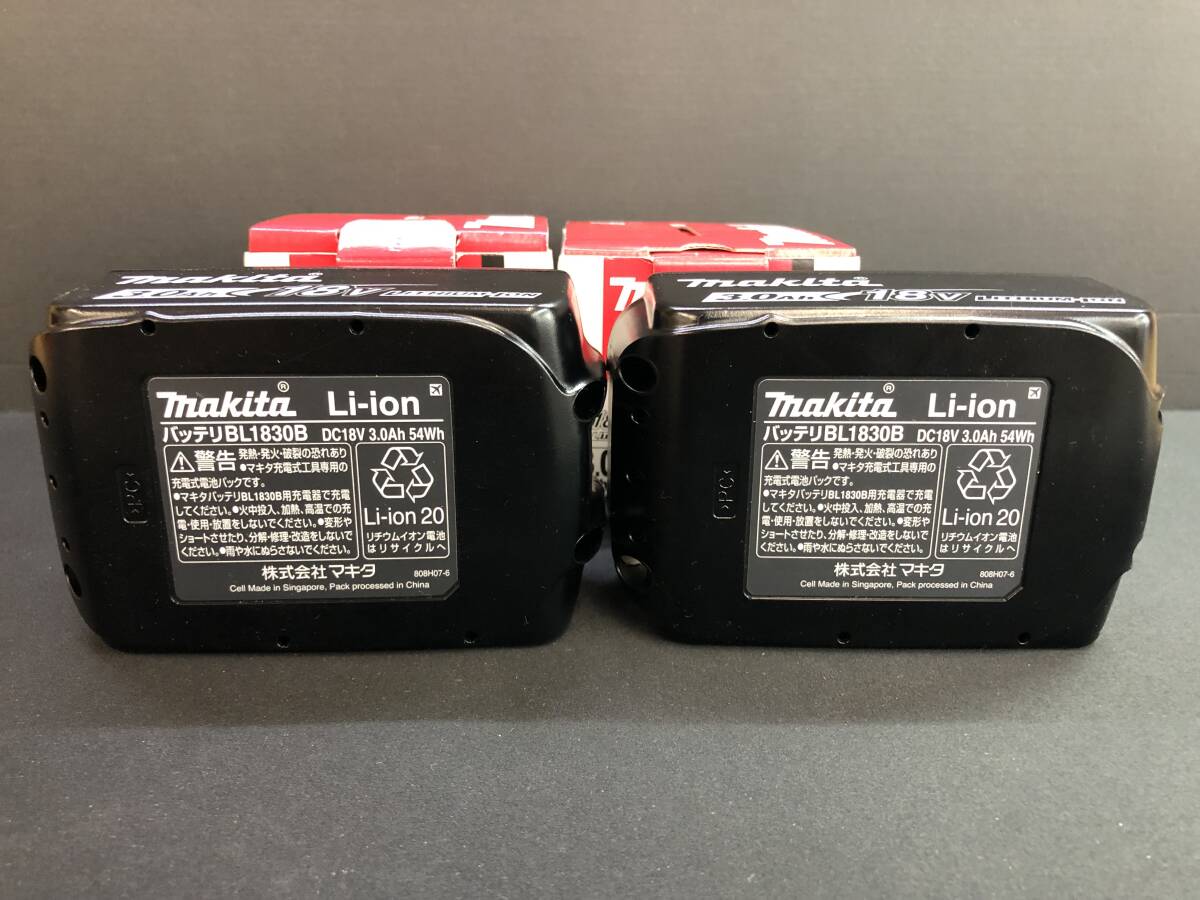 makita®
3.0Ah 18V LITHIUM-ION
makita® Li-ion
バッテリBL1830B DC18V 3.0Ah 54Wh
警告 発熱・発火・破裂の恐れあり
●マキタ充電式工具専用の
充電式電池パックです。
●マキタバッテリBL1830B用充電器で充電
してください。●火中投入、加熱、高温での充
電・使用・放置をしないでください。●変形や
ショートさせたり、分解・修理・改造をしないで
ください。●雨や水にぬらさないでください。
Li-ion 20
リチウムイオン電池
はリサイクルへ
株式会社マキタ 808H07-6
Cell Made in Singapore, Pack processed in China
>PC<
makita
3.0Ah 18V LITHIUM-ION
makita® Li-ion
バッテリBL1830B DC18V 3.0Ah 54Wh
警告 発熱・発火・破裂の恐れあり
●マキタ充電式工具専用の
充電式電池パックです。
●マキタバッテリBL1830B用充電器で充電
してください。●火中投入、加熱、高温での充
電・使用・放置をしないでください。●変形や
ショートさせたり、分解・修理・改造をしないで
ください。●雨や水にぬらさないでください。
Li-ion 20
リチウムイオン電池
はリサイクルへ
株式会社マキタ 808H07-6
Cell Made in Singapore, Pack processed in China
>PC<